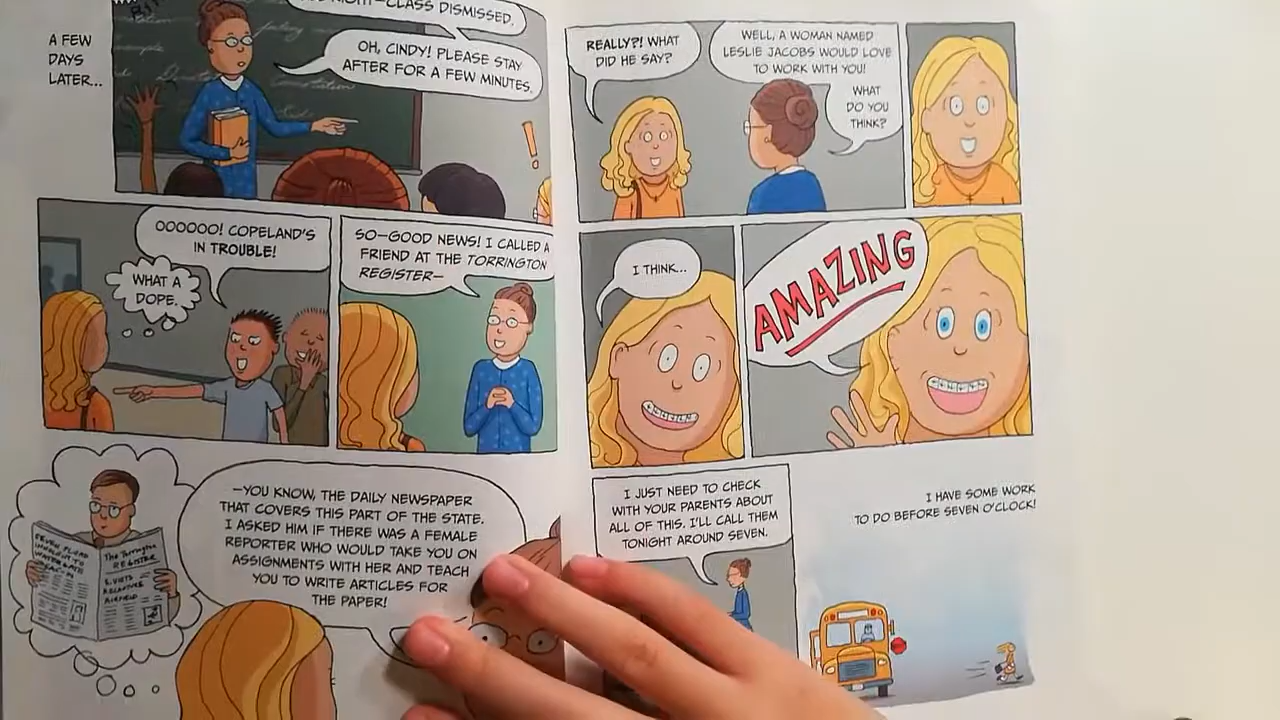 CLASS DISMISSED.
A FEW
DAYS
LATER...
OH, CINDY! PLEASE STAY
AFTER FOR A FEW MINUTES.
!
OOOOOO! COPELAND'S
IN TROUBLE!
WHAT A
DOPE.
SO—GOOD NEWS! I CALLED A
FRIEND AT THE TORRINGTON
REGISTER—
—YOU KNOW, THE DAILY NEWSPAPER
THAT COVERS THIS PART OF THE STATE.
I ASKED HIM IF THERE WAS A FEMALE
REPORTER WHO WOULD TAKE YOU ON
ASSIGNMENTS WITH HER AND TEACH
YOU TO WRITE ARTICLES FOR
THE PAPER!
The Torrington
REGISTER
REALLY?! WHAT
DID HE SAY?
WELL, A WOMAN NAMED
LESLIE JACOBS WOULD LOVE
TO WORK WITH YOU!
WHAT
DO YOU
THINK?
I THINK...
AMAZING
I JUST NEED TO CHECK
WITH YOUR PARENTS ABOUT
ALL OF THIS. I'LL CALL THEM
TONIGHT AROUND SEVEN.
I HAVE SOME WORK
TO DO BEFORE SEVEN O'CLOCK!